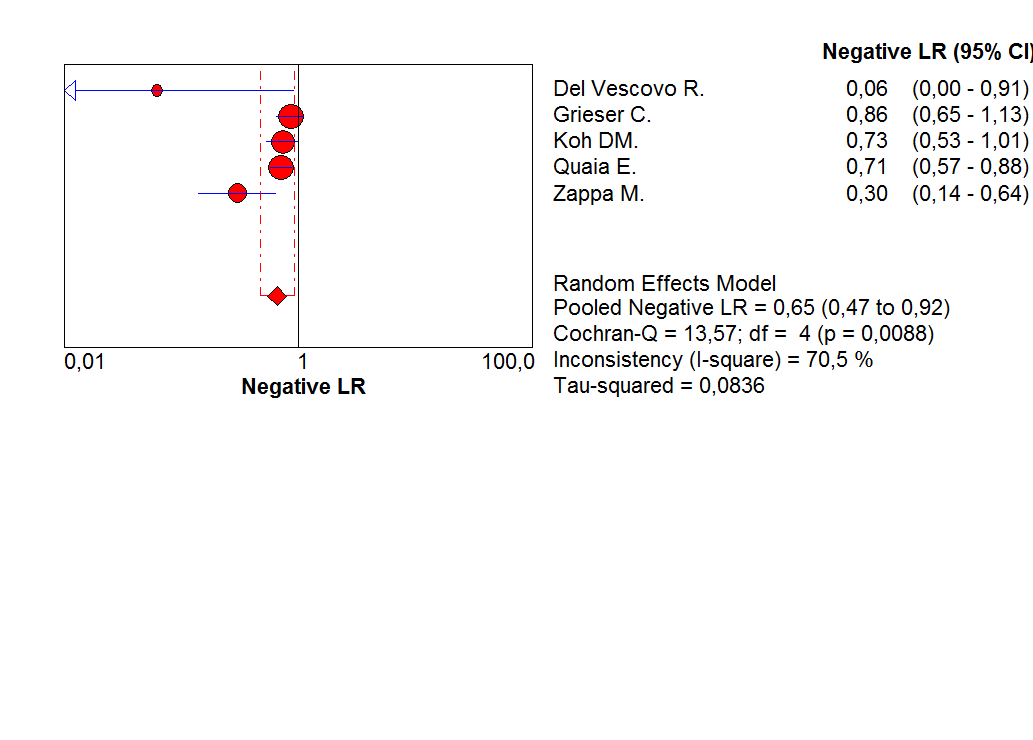 Negative LR (95% CI)
Del Vescovo R. 0,06 (0,00 - 0,91)
Grieser C. 0,86 (0,65 - 1,13)
Koh DM. 0,73 (0,53 - 1,01)
Quaia E. 0,71 (0,57 - 0,88)
Zappa M. 0,30 (0,14 - 0,64)
Random Effects Model
Pooled Negative LR = 0,65 (0,47 to 0,92)
Cochran-Q = 13,57; df =  4 (p = 0,0088)
Inconsistency (I-square) = 70,5 %
Tau-squared = 0,0836
0,01 1 100,0
Negative LR